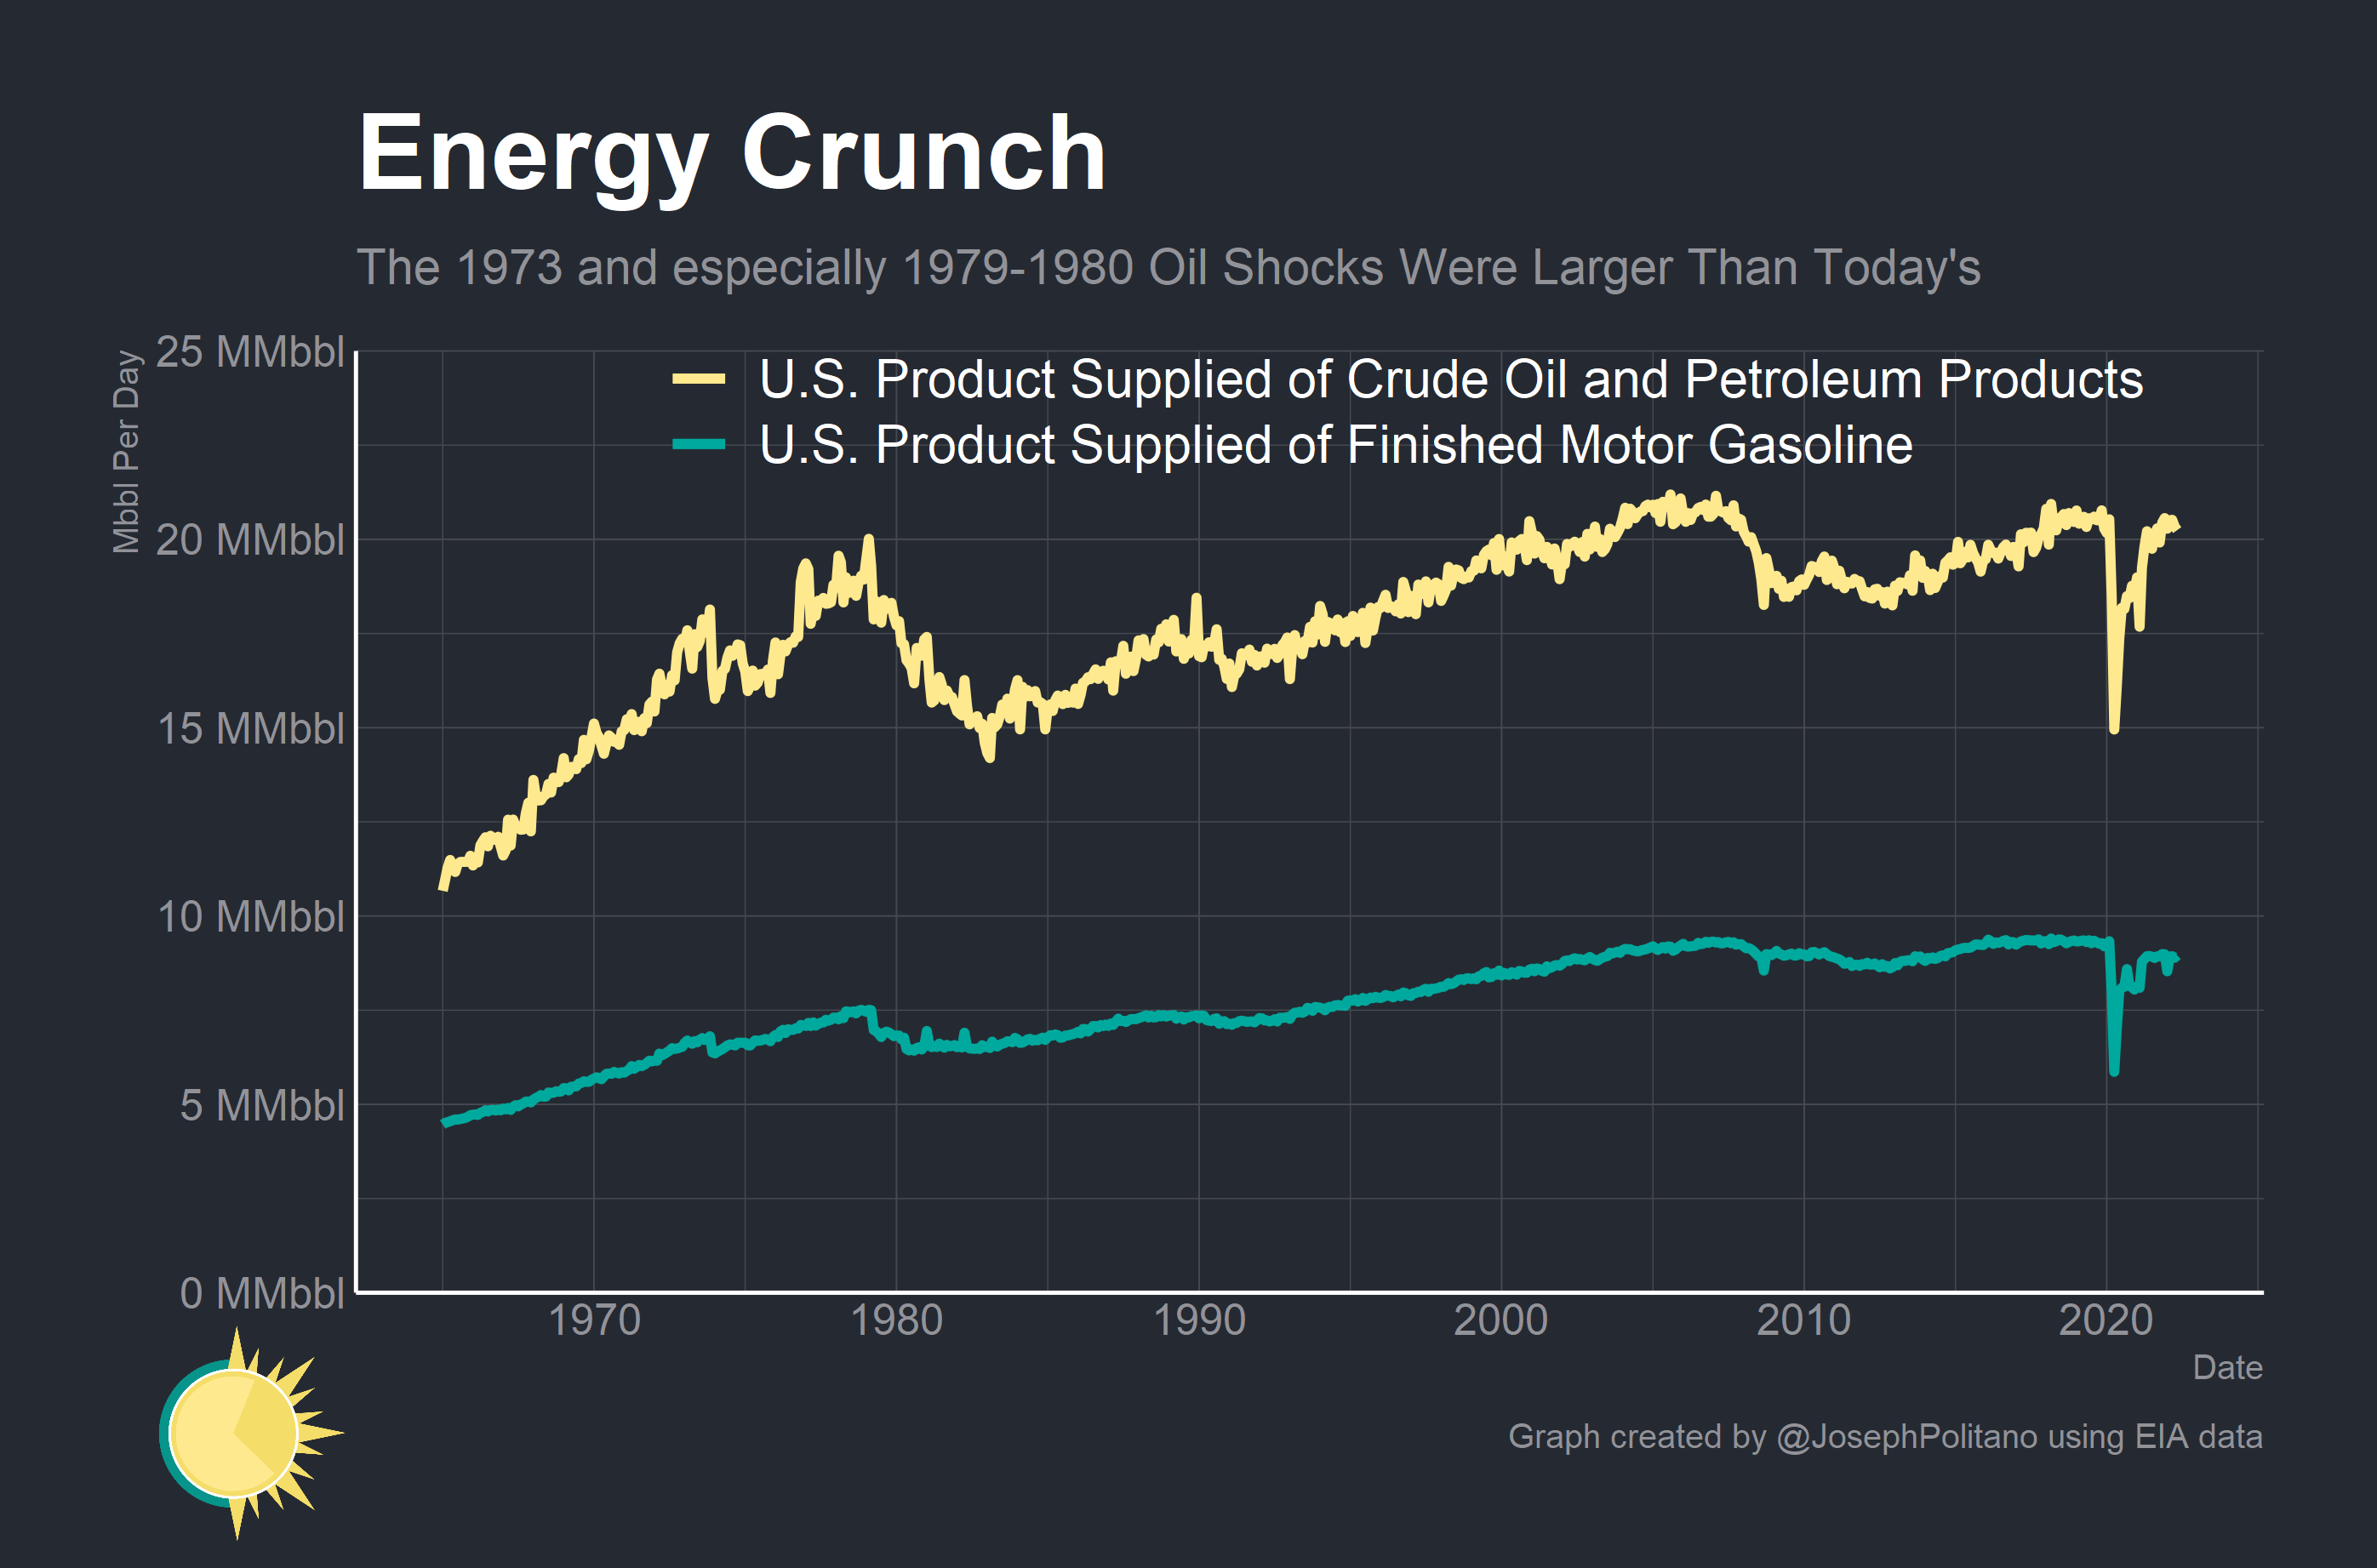 Energy Crunch
The 1973 and especially 1979-1980 Oil Shocks Were Larger Than Today's
Mbbl Per Day
25 MMbbl
20 MMbbl
15 MMbbl
10 MMbbl
5 MMbbl
0 MMbbl
U.S. Product Supplied of Crude Oil and Petroleum Products
U.S. Product Supplied of Finished Motor Gasoline
1970 1980 1990 2000 2010 2020
Date
Graph created by @JosephPolitano using EIA data